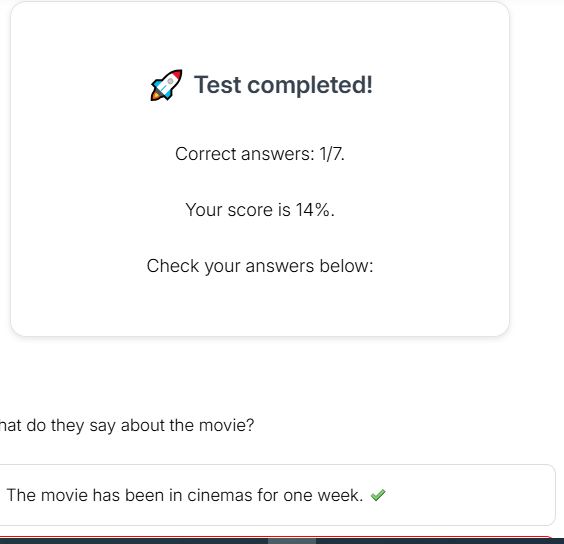 Test completed!
Correct answers: 1/7.
Your score is 14%.
Check your answers below:
hat do they say about the movie?
The movie has been in cinemas for one week.